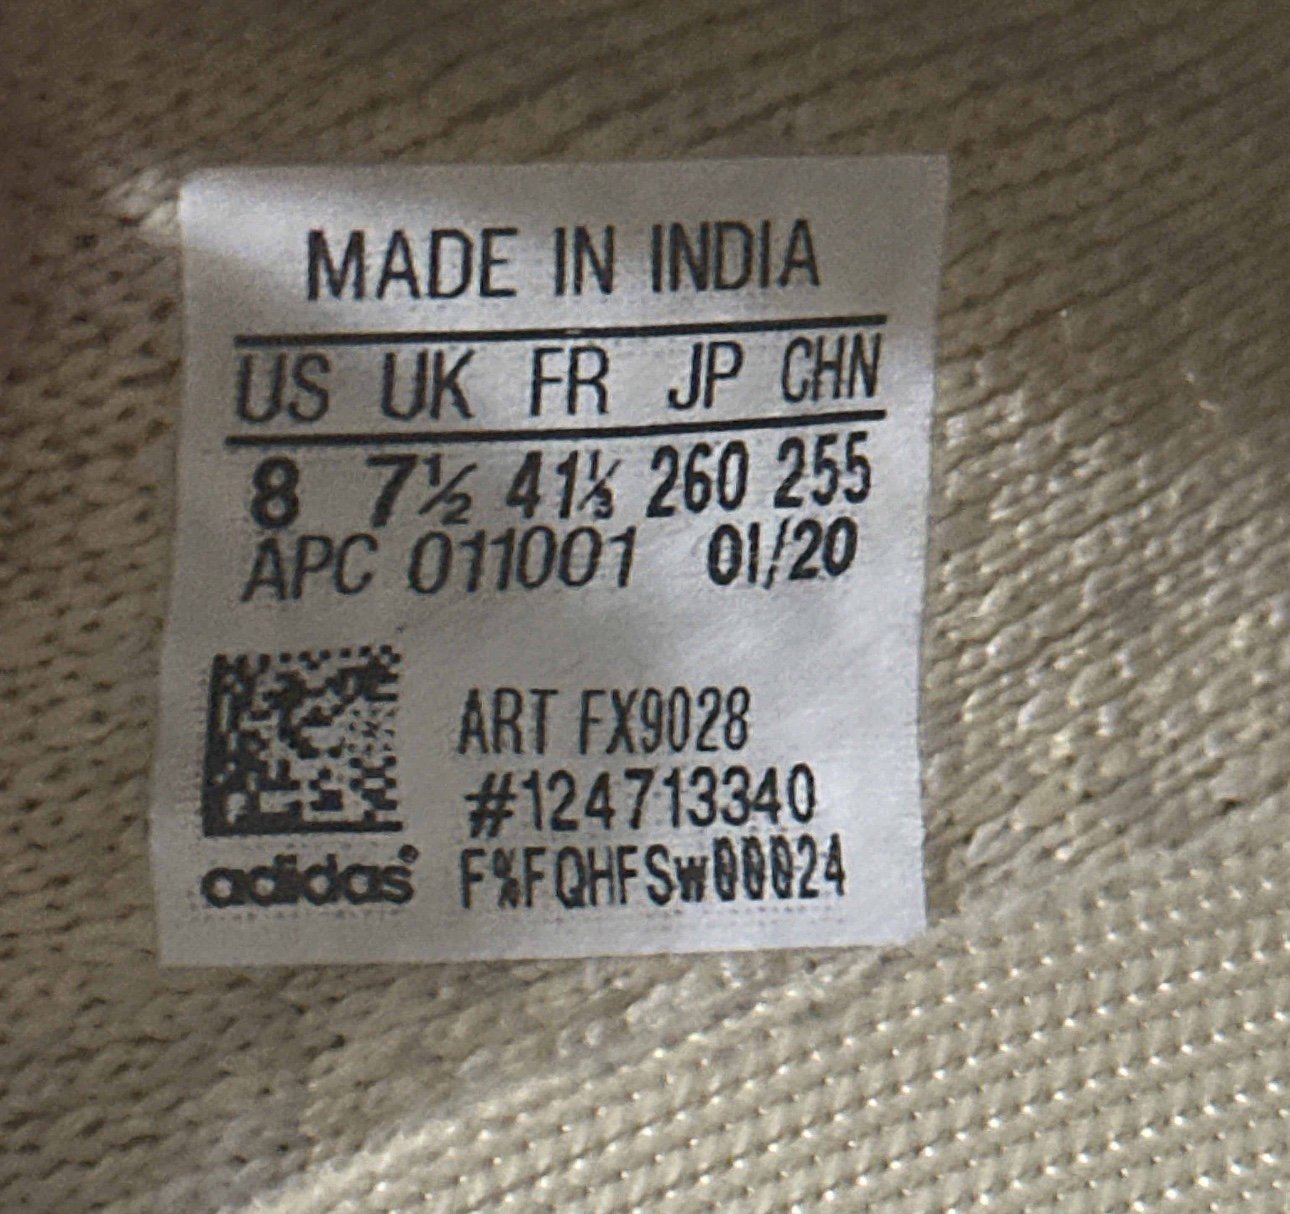 MADE IN INDIA
US UK FR JP CHN
8 7½ 41⅓ 260 255
APC 011001 01/20
ART FX9028
#124713340
adidas® F%FQHFSw00024